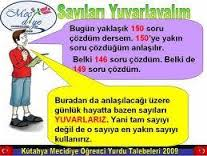 Sayıları Yuvarlayalım
Bugün yaklaşık 150 soru
çözdüm dersem. 150'ye yakın
soru çözdüğüm anlaşılır.
Belki 146 soru çözdüm. Belki de
149 soru çözdüm.
Buradan da anlaşılacağı üzere
günlük hayatta bazen sayıları
YUVARLARIZ. Yani tam sayıyı
değil de o sayıya en yakın sayıyı
kullanırız.
Kütahya Mecidiye Öğrenci Yurdu Talebeleri 2009